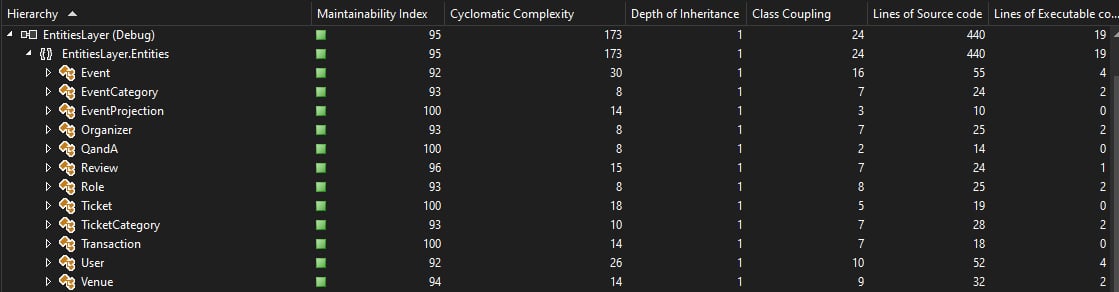 Hierarchy Maintainability Index Cyclomatic Complexity Depth of Inheritance Class Coupling Lines of Source code Lines of Executable co...
EntitiesLayer (Debug) 95 173 1 24 440 19
{} EntitiesLayer.Entities 95 173 1 24 440 19
Event 92 30 1 16 55 4
EventCategory 93 8 1 7 24 2
EventProjection 100 14 1 3 10 0
Organizer 93 8 1 7 25 2
QandA 100 8 1 2 14 0
Review 96 15 1 7 24 1
Role 93 8 1 8 25 2
Ticket 100 18 1 5 19 0
TicketCategory 93 10 1 7 28 2
Transaction 100 14 1 7 18 0
User 92 26 1 10 52 4
Venue 94 14 1 9 32 2